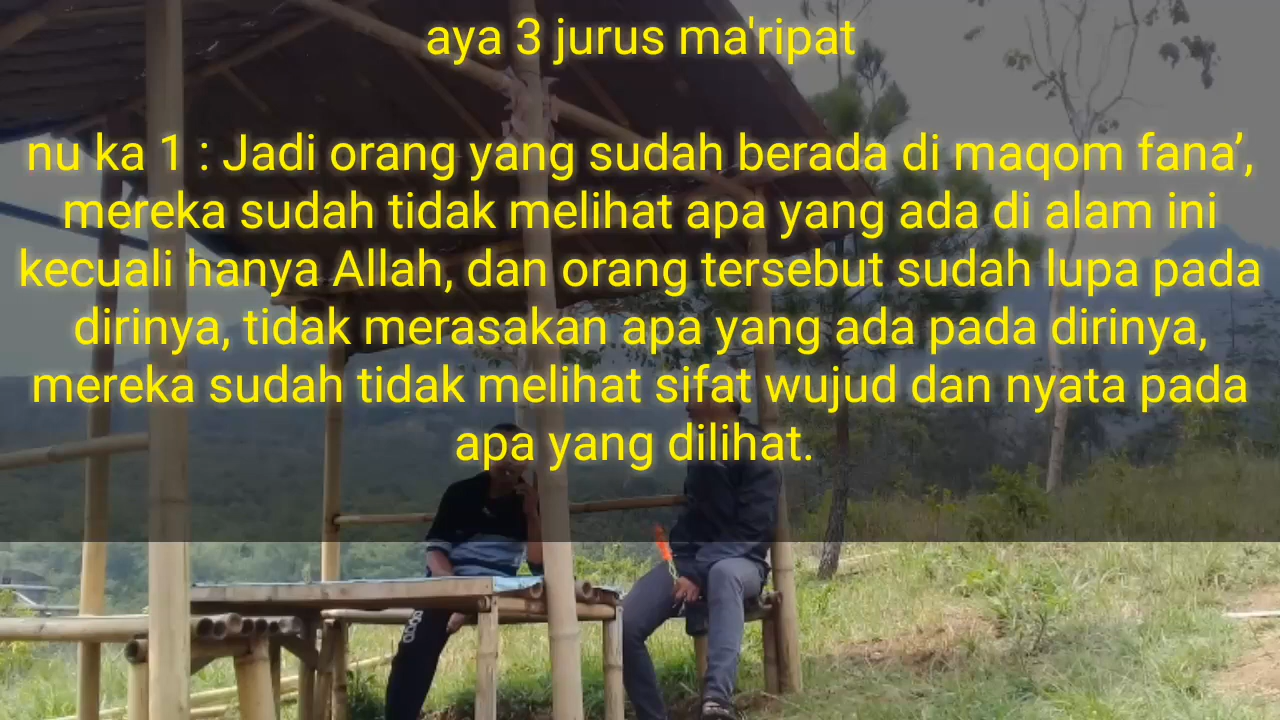 aya 3 jurus ma'ripat
nu ka 1 : Jadi orang yang sudah berada di maqom fana’,
mereka sudah tidak melihat apa yang ada di alam ini
kecuali hanya Allah, dan orang tersebut sudah lupa pada
dirinya, tidak merasakan apa yang ada pada dirinya,
mereka sudah tidak melihat sifat wujud dan nyata pada
apa yang dilihat.